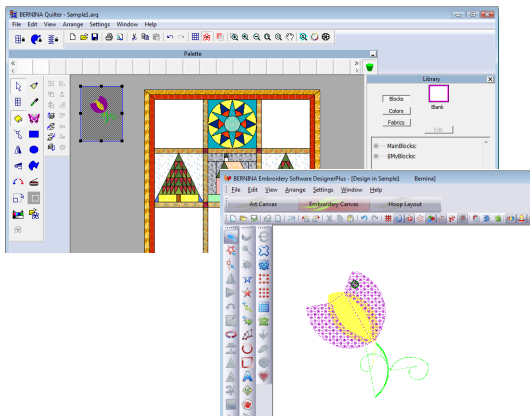 BERNINA Quilter - Sample1.arq
File Edit View Arrange Settings Window Help
Palette
Library
Blocks
Colors
Fabrics
Blank
Edit
MainBlocks:
$MyBlocks:
BERNINA Embroidery Software DesignerPlus - [Design in Sample1 Bernina]
File Edit View Arrange Settings Window Help
Art Canvas Embroidery Canvas Hoop Layout